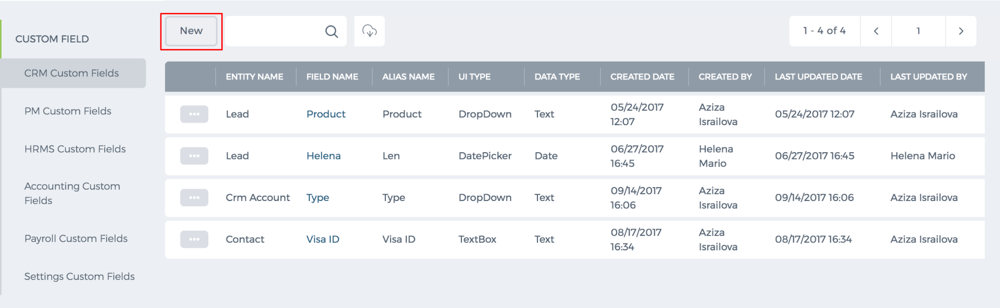 CUSTOM FIELD
CRM Custom Fields
PM Custom Fields
HRMS Custom Fields
Accounting Custom
Fields
Payroll Custom Fields
Settings Custom Fields
New
1 - 4 of 4 1
ENTITY NAME FIELD NAME ALIAS NAME UI TYPE DATA TYPE CREATED DATE CREATED BY LAST UPDATED DATE LAST UPDATED BY
Lead Product Product DropDown Text 05/24/2017 12:07 Aziza Israilova 05/24/2017 12:07 Aziza Israilova
Lead Helena Len DatePicker Date 06/27/2017 16:45 Helena Mario 06/27/2017 16:45 Helena Mario
Crm Account Type Type DropDown Text 09/14/2017 16:06 Aziza Israilova 09/14/2017 16:06 Aziza Israilova
Contact Visa ID Visa ID TextBox Text 08/17/2017 16:34 Aziza Israilova 08/17/2017 16:34 Aziza Israilova